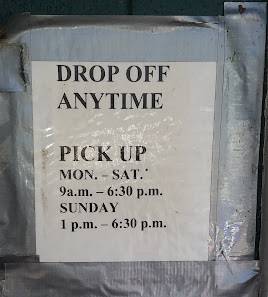 DROP OFF
ANYTIME
PICK UP
MON. – SAT.
9a.m. – 6:30 p.m.
SUNDAY
1 p.m. – 6:30 p.m.